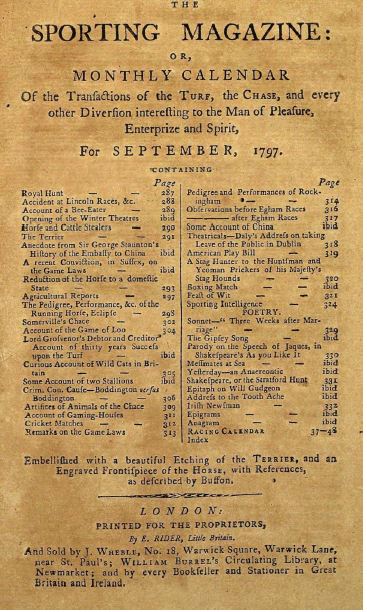 THE
SPORTING MAGAZINE:
OR,
MONTHLY CALENDAR
Of the Transactions of the TURF, the CHASE, and every
other Diversion interesting to the Man of Pleasure,
Enterprize and Spirit,
For SEPTEMBER, 1797.
CONTAINING
Page
Royal Hunt — — 287
Accident at Lincoln Races, &c. 288
Account of a Bee-Eater — 289
Opening of the Winter Theatres ibid
Horse and Cattle Stealers — 290
The Terrier — — 291
Anecdote from Sir George Staunton's
History of the Embassy to China ibid
A recent Conviction, in Sussex, on
the Game Laws — ibid
Reduction of the Horse to a domestic
State — — 293
Agricultural Reports — 297
The Pedigree, Performance, &c. of the
Running Horse, Eclipse 298
Somerville's Chace — 302
Account of the Game of Loo 304
Lord Grosvenor's Debtor and Creditor
Account of thirty years Success
upon the Turf — ibid
Curious Account of Wild Cats in Bri-
tain — — 305
Some Account of two Stallions ibid
Crim. Con. Cause—Boddington versus
Boddington — 306
Artifices of Animals of the Chace 309
Account of Gaming-Houses 311
Cricket Matches — — 312
Remarks on the Game Laws 313
Page
Pedigree and Performances of Rock-
ingham — — 314
Observations before Egham Races 316
——— after Egham Races 317
Some Account of China ibid
Theatricals—Daly's Address on taking
Leave of the Public in Dublin 318
American Play Bill — 319
A Stag Hunter to the Huntsman and
Yeoman Prickers of his Majesty's
Stag Hounds — 320
Boxing Match — ibid
Feast of Wit — 321
Sporting Intelligence — 324
POETRY.
Sonnet—"Three Weeks after Mar-
riage" — — 329
The Gipsey Song — ibid
Parody on the Speech of Jaques, in
Shakespeare's As you Like It 330
Messmates at Sea — ibid
Yesterday—an Anacreontic ibid
Shakespeare, or the Stratford Hunt 331
Epitaph on Will Gudgeon ibid
Address to the Tooth Ache ibid
Irish Newsman — 332
Epigrams — — ibid
Anagram — — ibid
RACING CALENDAR 37—48
Index
Embellished with a beautiful Etching of the TERRIER, and an
Engraved Frontispiece of the HORSE, with References,
as described by Buffon.
LONDON:
PRINTED FOR THE PROPRIETORS,
By E. RIDER, Little Britain.
And Sold by J. WHEBLE, No. 18, Warwick Square, Warwick Lane,
near St. Paul's; WILLIAM BURREL's Circulating Library, at
Newmarket; and by every Bookseller and Stationer in Great
Britain and Ireland.